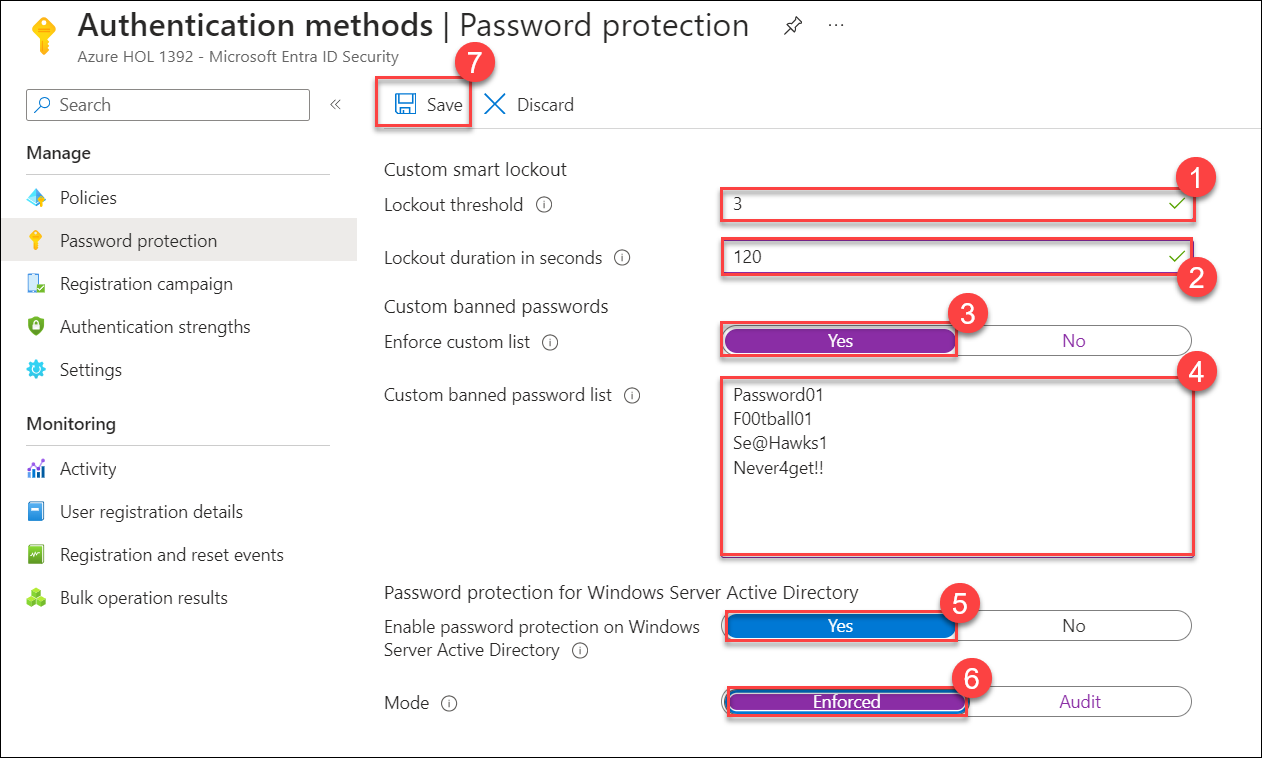 Authentication methods | Password protection ...
Azure HOL 1392 - Microsoft Entra ID Security
7
Search «
Save Discard
Manage
Policies
Password protection
Registration campaign
Authentication strengths
Settings
Monitoring
Activity
User registration details
Registration and reset events
Bulk operation results
Custom smart lockout
1
Lockout threshold 3
Lockout duration in seconds 120
2
Custom banned passwords
3
Enforce custom list Yes No
4
Custom banned password list
Password01
F00tball01
Se@Hawks1
Never4get!!
Password protection for Windows Server Active Directory
5
Enable password protection on Windows
Server Active Directory
Yes No
6
Mode Enforced Audit